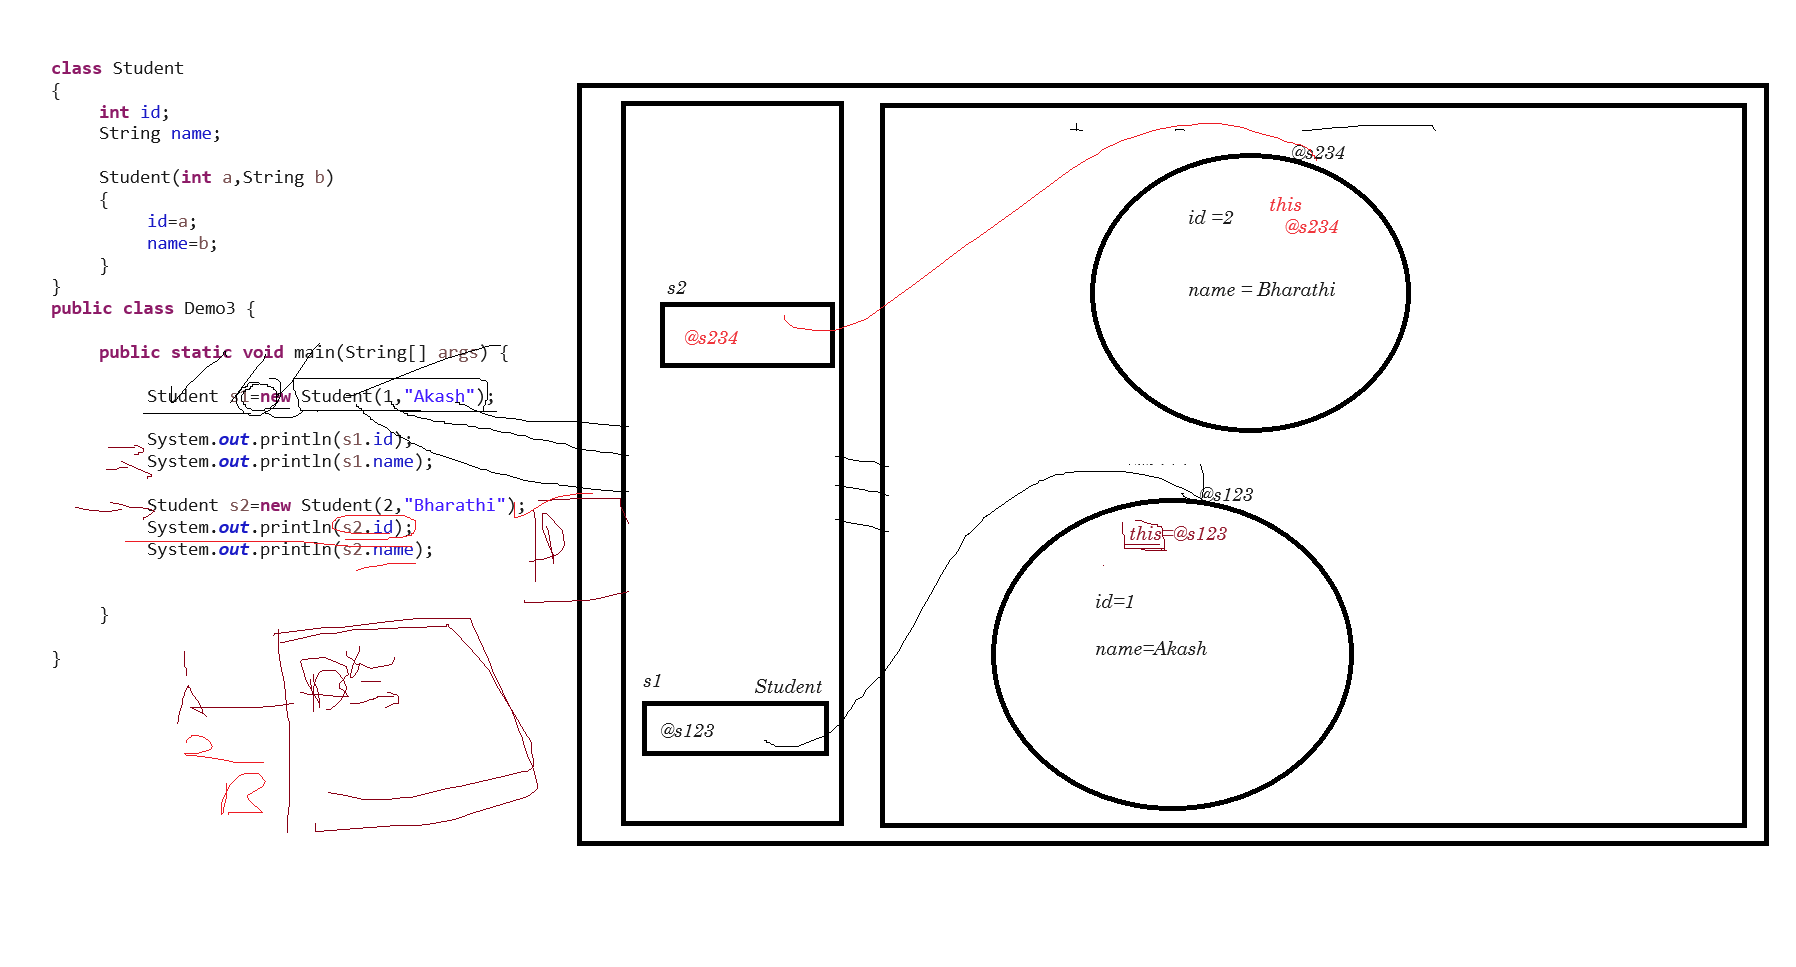 class Student
{
int id;
String name;
Student(int a,String b)
{
id=a;
name=b;
}
}
public class Demo3 {
public static void main(String[] args) {
Student s1=new Student(1,"Akash");
System.out.println(s1.id);
System.out.println(s1.name);
Student s2=new Student(2,"Bharathi");
System.out.println(s2.id);
System.out.println(s2.name);
}
}
1
A
2
B
s2
@s234
s1
Student
@s123
@s234
this
@s234
id =2
name = Bharathi
@s123
this=@s123
id=1
name=Akash